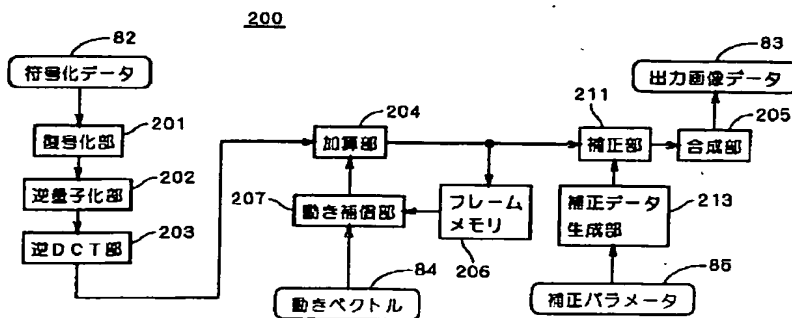 200
82
符号化データ
復号化部
201
逆量子化部
202
逆DCT部
203
加算部
204
207
動き補償部
フレーム
メモリ
206
84
動きベクトル
211
補正部
合成部
205
83
出力画像データ
補正データ
生成部
213
85
補正パラメータ